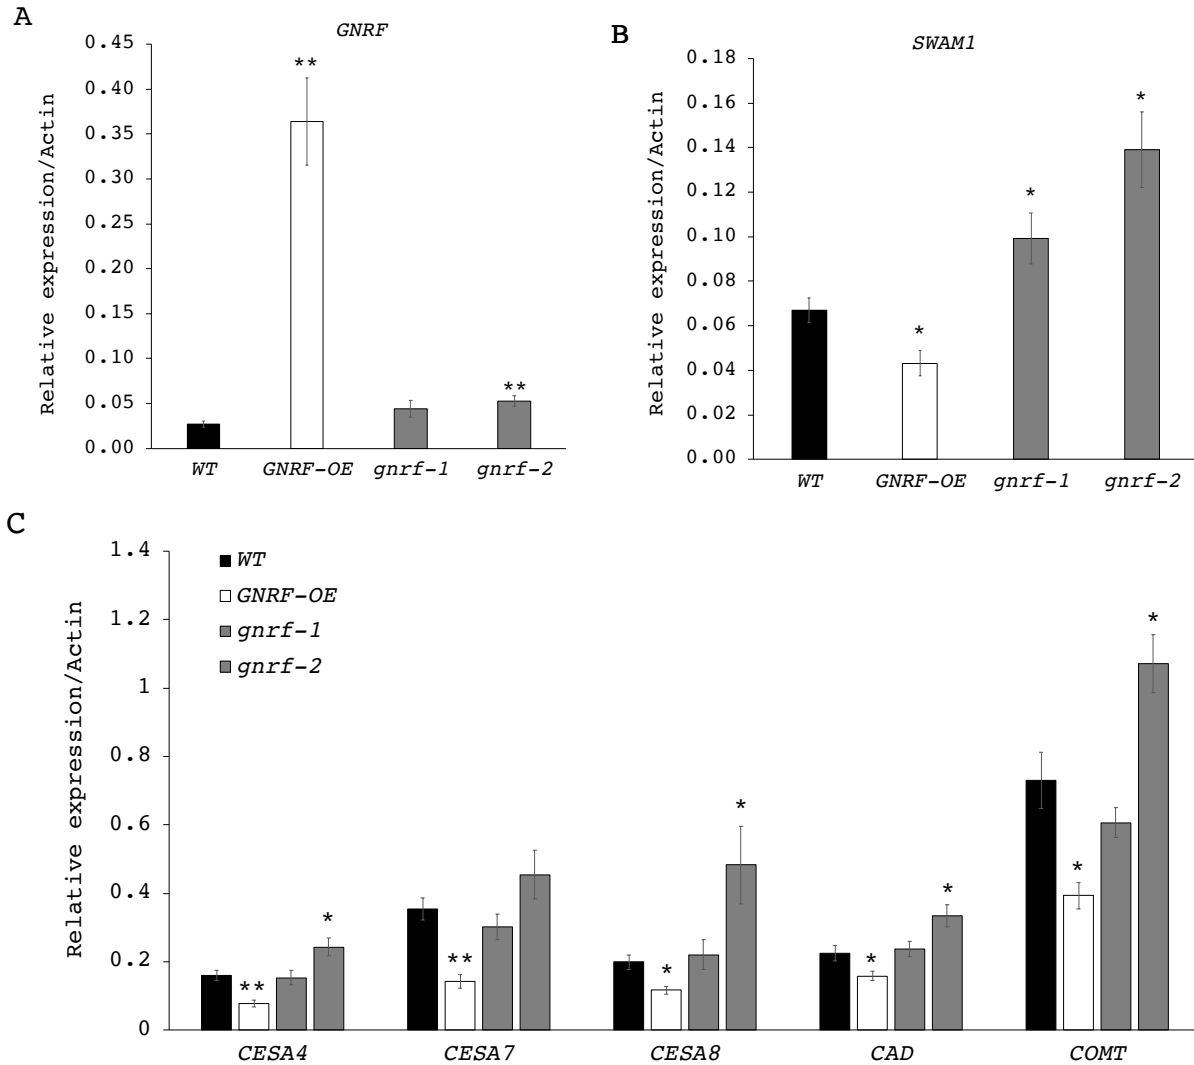 A
GNRF
Relative expression/Actin
0.45
0.40
0.35
0.30
0.25
0.20
0.15
0.10
0.05
0.00
**
**
WT GNRF-OE gnrf-1 gnrf-2
B
SWAM1
Relative expression/Actin
0.18
0.16
0.14
0.12
0.10
0.08
0.06
0.04
0.02
0.00
*
*
*
WT GNRF-OE gnrf-1 gnrf-2
C
Relative expression/Actin
1.4
1.2
1
0.8
0.6
0.4
0.2
0
WT
GNRF-OE
gnrf-1
gnrf-2
** *
**
* *
* *
* *
CESA4 CESA7 CESA8 CAD COMT